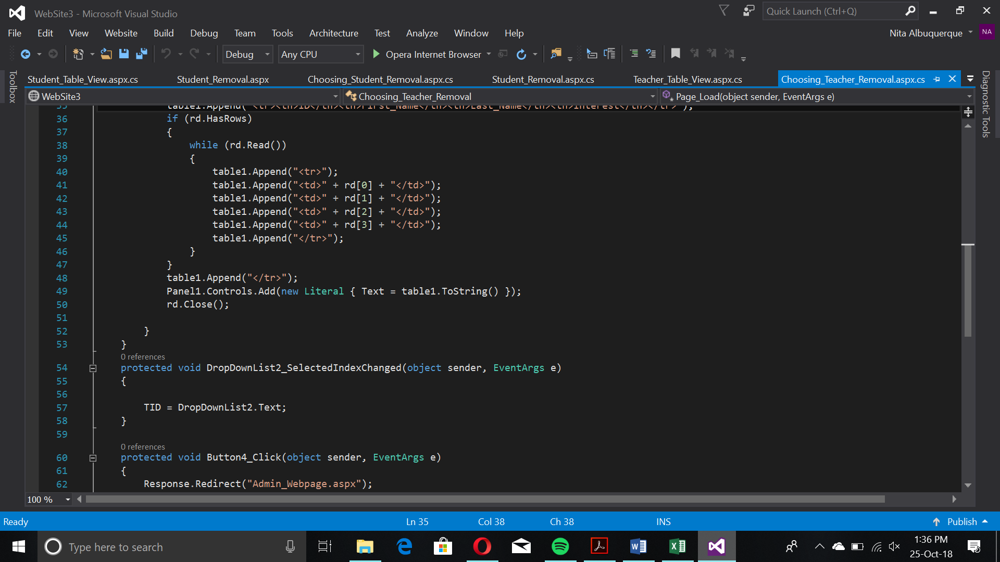 WebSite3 - Microsoft Visual Studio
Quick Launch (Ctrl+Q)
File Edit View Website Build Debug Team Tools Architecture Test Analyze Window Help
Nita Albuquerque NA
Debug Any CPU Opera Internet Browser
Toolbox
Student_Table_View.aspx.cs Student_Removal.aspx Choosing_Student_Removal.aspx.cs Student_Removal.aspx.cs Teacher_Table_View.aspx.cs Choosing_Teacher_Removal.aspx.cs
Diagnostic Tools
WebSite3 Choosing_Teacher_Removal Page_Load(object sender, EventArgs e)
35 table1.Append("<tr><th>ID</th><th>First_Name</th><th>Last_Name</th><th>Interest</th></tr>");
36 if (rd.HasRows)
37 {
38 while (rd.Read())
39 {
40 table1.Append("<tr>");
41 table1.Append("<td>" + rd[0] + "</td>");
42 table1.Append("<td>" + rd[1] + "</td>");
43 table1.Append("<td>" + rd[2] + "</td>");
44 table1.Append("<td>" + rd[3] + "</td>");
45 table1.Append("</tr>");
46 }
47 }
48 table1.Append("</tr>");
49 Panel1.Controls.Add(new Literal { Text = table1.ToString() });
50 rd.Close();
51
52 }
53 }
0 references
54 protected void DropDownList2_SelectedIndexChanged(object sender, EventArgs e)
55 {
56
57 TID = DropDownList2.Text;
58 }
59
0 references
60 protected void Button4_Click(object sender, EventArgs e)
61 {
62 Response.Redirect("Admin_Webpage.aspx");
100 %
Ready Ln 35 Col 38 Ch 38 INS Publish
Type here to search
1:36 PM
25-Oct-18